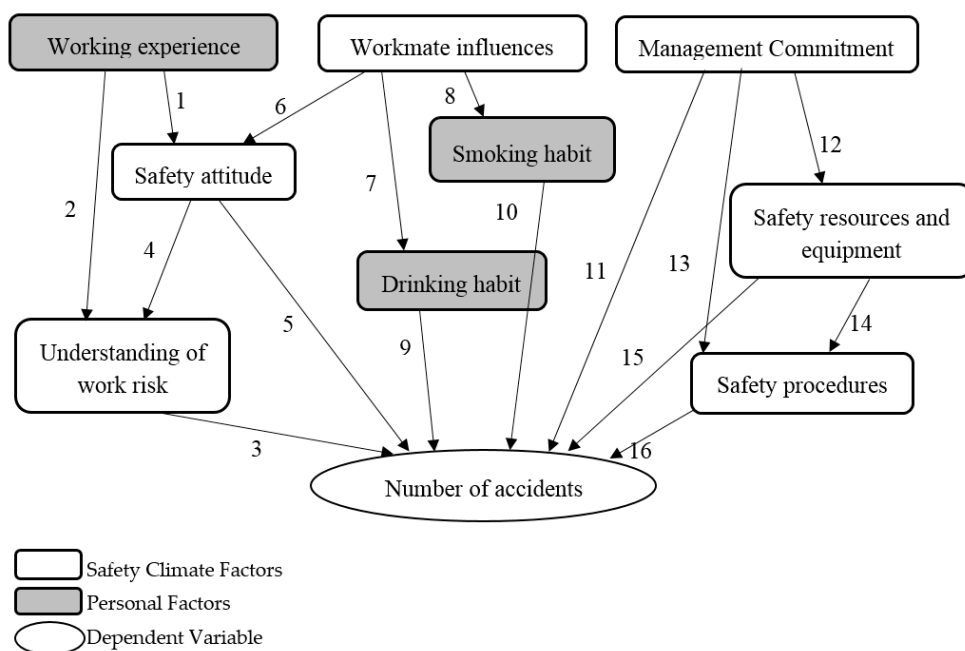 Working experience
Workmate influences
Management Commitment
1
6
8
12
Smoking habit
Safety attitude
2
7
10
Safety resources and
equipment
4
11
13
Drinking habit
5
9
14
15
Understanding of
work risk
Safety procedures
3
16
Number of accidents
Safety Climate Factors
Personal Factors
Dependent Variable